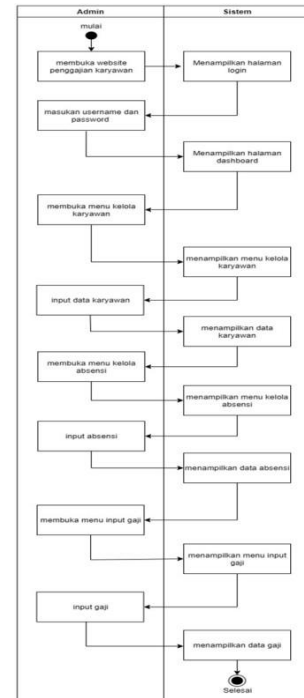 Admin
Sistem
mulai
membuka website
penggajian karyawan
Menampilkan halaman
login
masukan username dan
password
Menampilkan halaman
dashboard
membuka menu kelola
karyawan
menampilkan menu kelola
karyawan
input data karyawan
menampilkan data
karyawan
membuka menu kelola
absensi
menampilkan menu kelola
absensi
input absensi
menampilkan data absensi
membuka menu input gaji
menampilkan menu input
gaji
input gaji
menampilkan data gaji
Selesai